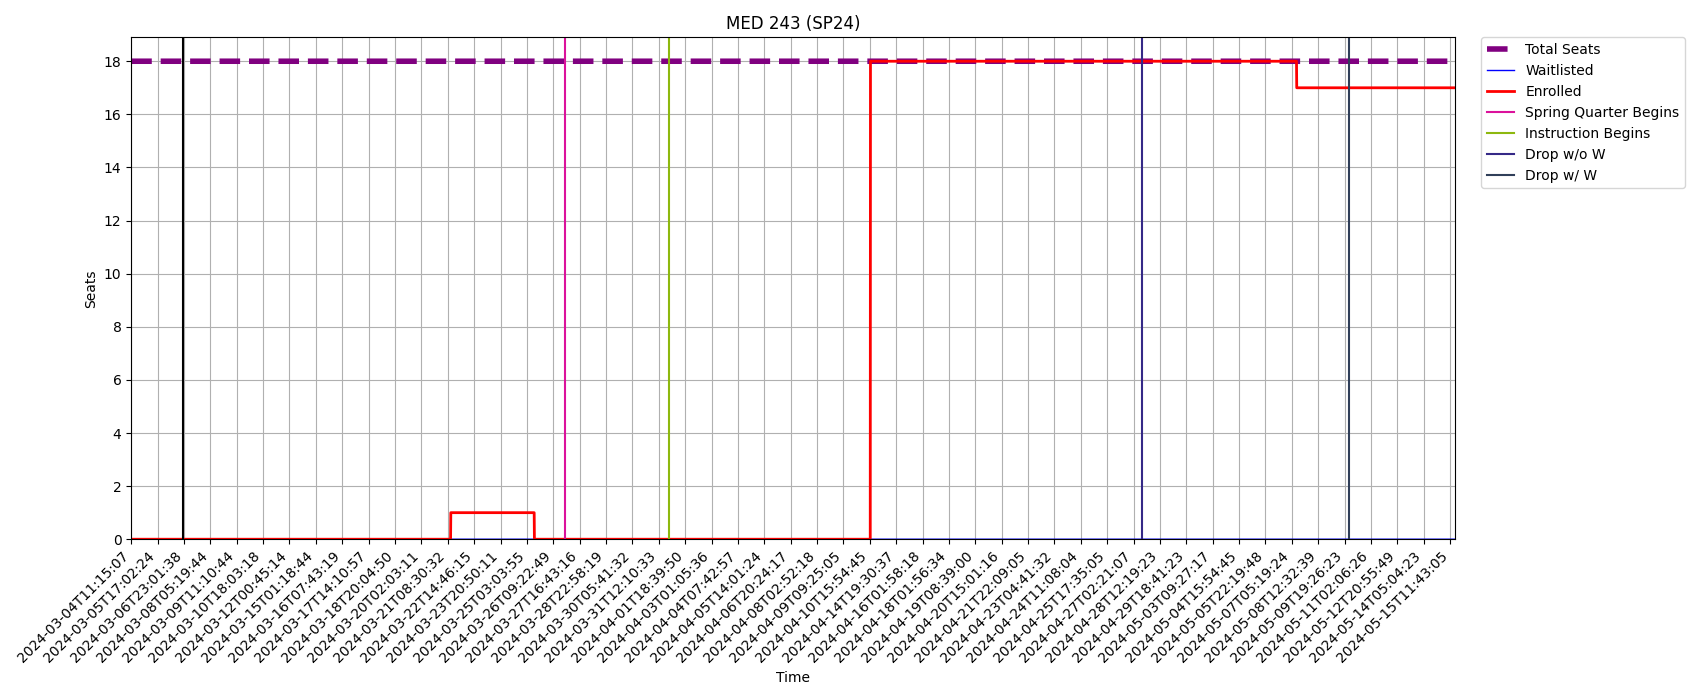 MED 243 (SP24)
Total Seats
Waitlisted
Enrolled
Spring Quarter Begins
Instruction Begins
Drop w/o W
Drop w/ W
Seats
18
16
14
12
10
8
6
4
2
0
2024-03-04T11:15:07
2024-03-05T17:02:24
2024-03-06T23:01:38
2024-03-08T05:19:44
2024-03-09T11:10:44
2024-03-10T18:03:18
2024-03-12T00:45:14
2024-03-15T01:18:44
2024-03-16T07:43:19
2024-03-17T14:10:57
2024-03-18T20:04:50
2024-03-20T02:03:11
2024-03-21T08:30:32
2024-03-22T14:46:15
2024-03-23T20:50:11
2024-03-25T03:03:55
2024-03-26T09:22:49
2024-03-27T16:43:16
2024-03-28T22:58:19
2024-03-30T05:41:32
2024-03-31T12:10:33
2024-04-01T18:39:50
2024-04-03T01:05:36
2024-04-04T07:42:57
2024-04-05T14:01:24
2024-04-06T20:24:17
2024-04-08T02:52:18
2024-04-09T09:25:05
2024-04-10T15:54:45
2024-04-14T19:30:37
2024-04-16T01:58:18
2024-04-18T01:56:34
2024-04-19T08:39:00
2024-04-20T15:01:16
2024-04-21T22:09:05
2024-04-23T04:41:32
2024-04-24T11:08:04
2024-04-25T17:35:05
2024-04-27T02:21:07
2024-04-28T12:19:23
2024-04-29T18:41:23
2024-05-03T09:27:17
2024-05-04T15:54:45
2024-05-05T22:19:48
2024-05-07T05:19:24
2024-05-08T12:32:39
2024-05-09T19:26:23
2024-05-11T02:06:26
2024-05-12T20:55:49
2024-05-14T05:04:23
2024-05-15T11:43:05
Time